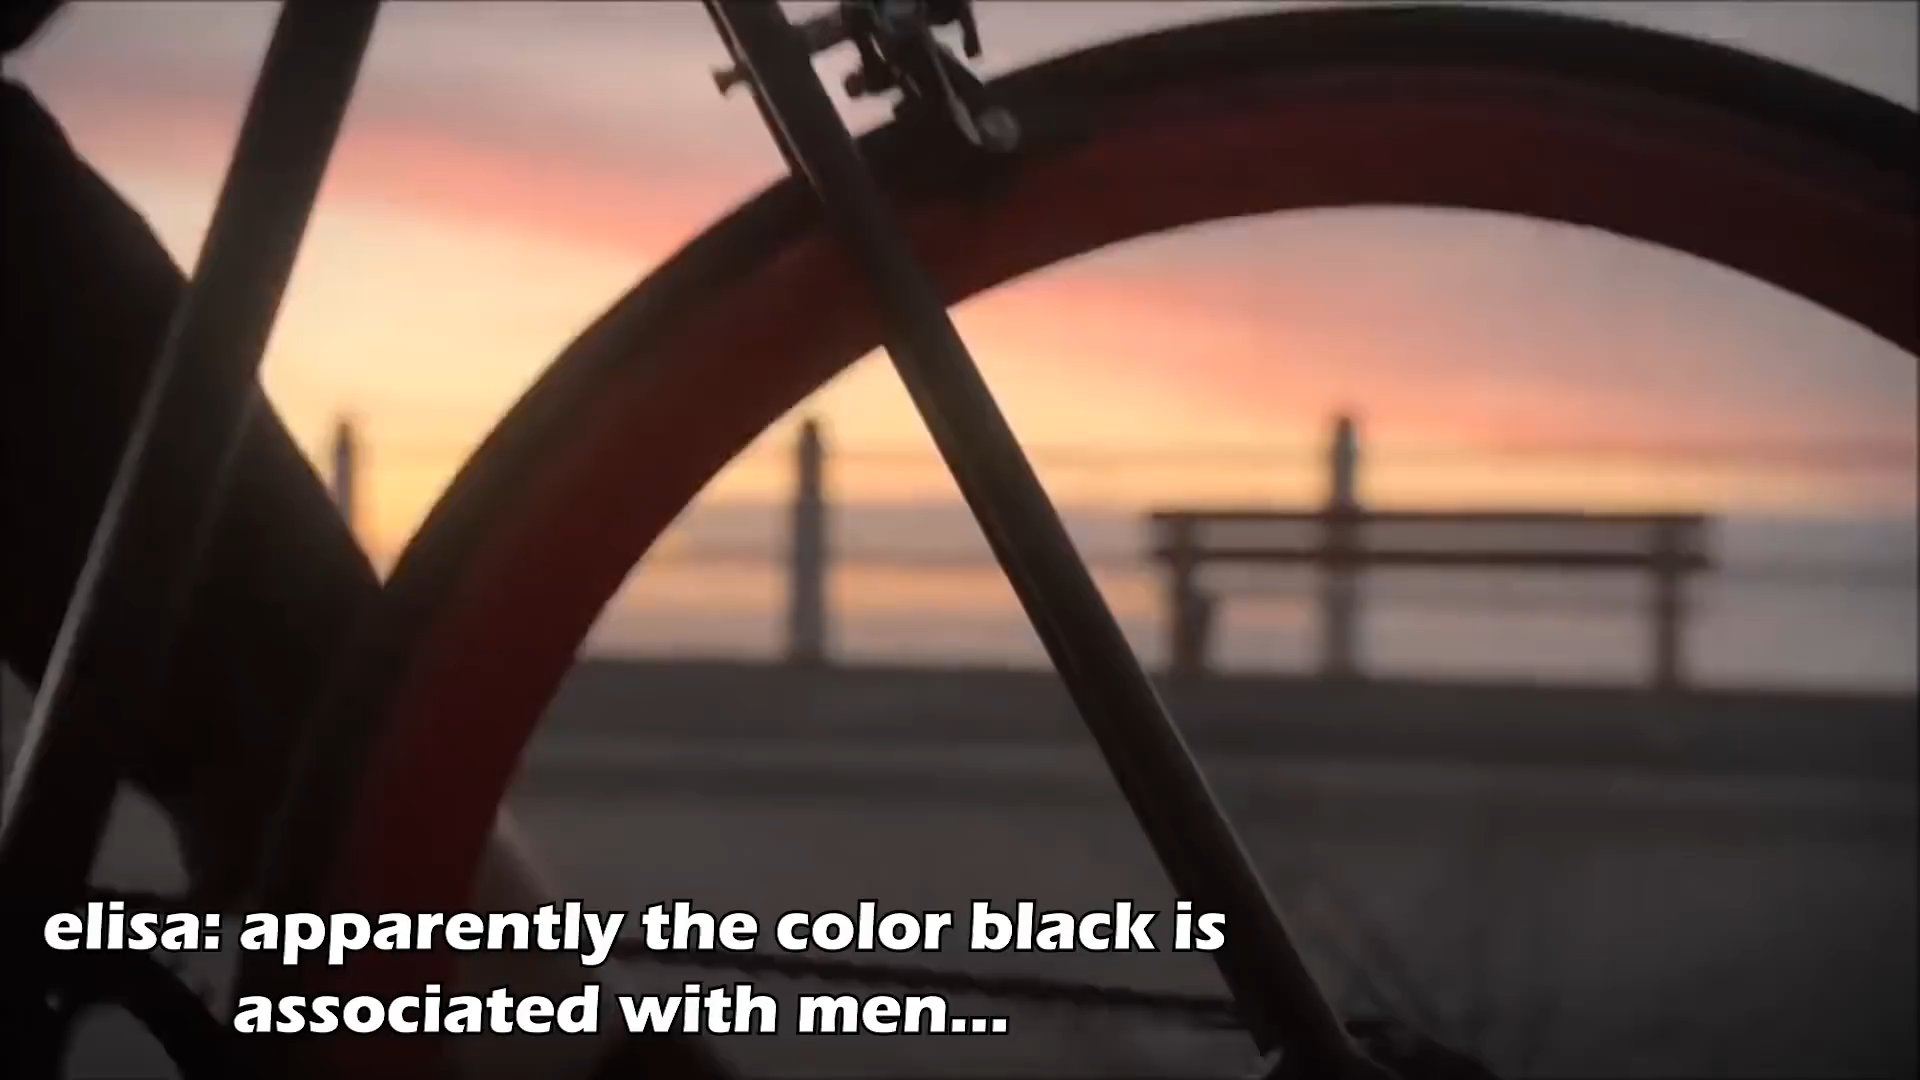 elisa: apparently the color black is
associated with men...